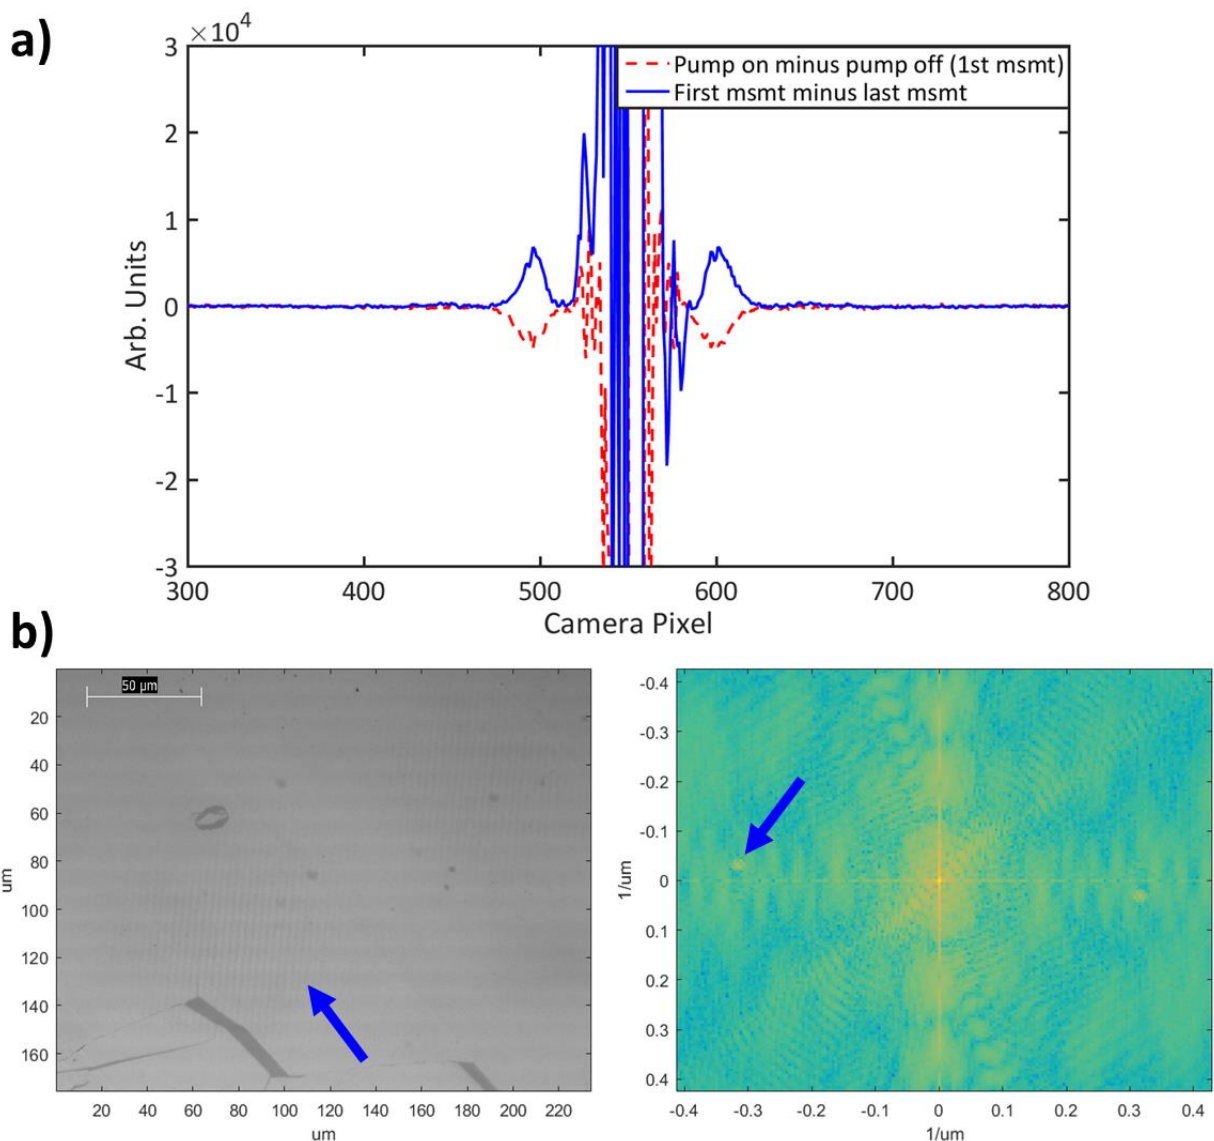 a)
×10⁴
3
2
1
0
-1
-2
-3
Arb. Units
Pump on minus pump off (1st msmt)
First msmt minus last msmt
300 400 500 600 700 800
Camera Pixel
b)
50 µm
20
40
60
80
100
120
140
160
um
20 40 60 80 100 120 140 160 180 200 220
um
-0.4
-0.3
-0.2
-0.1
0
0.1
0.2
0.3
0.4
1/um
-0.4 -0.3 -0.2 -0.1 0 0.1 0.2 0.3 0.4
1/um